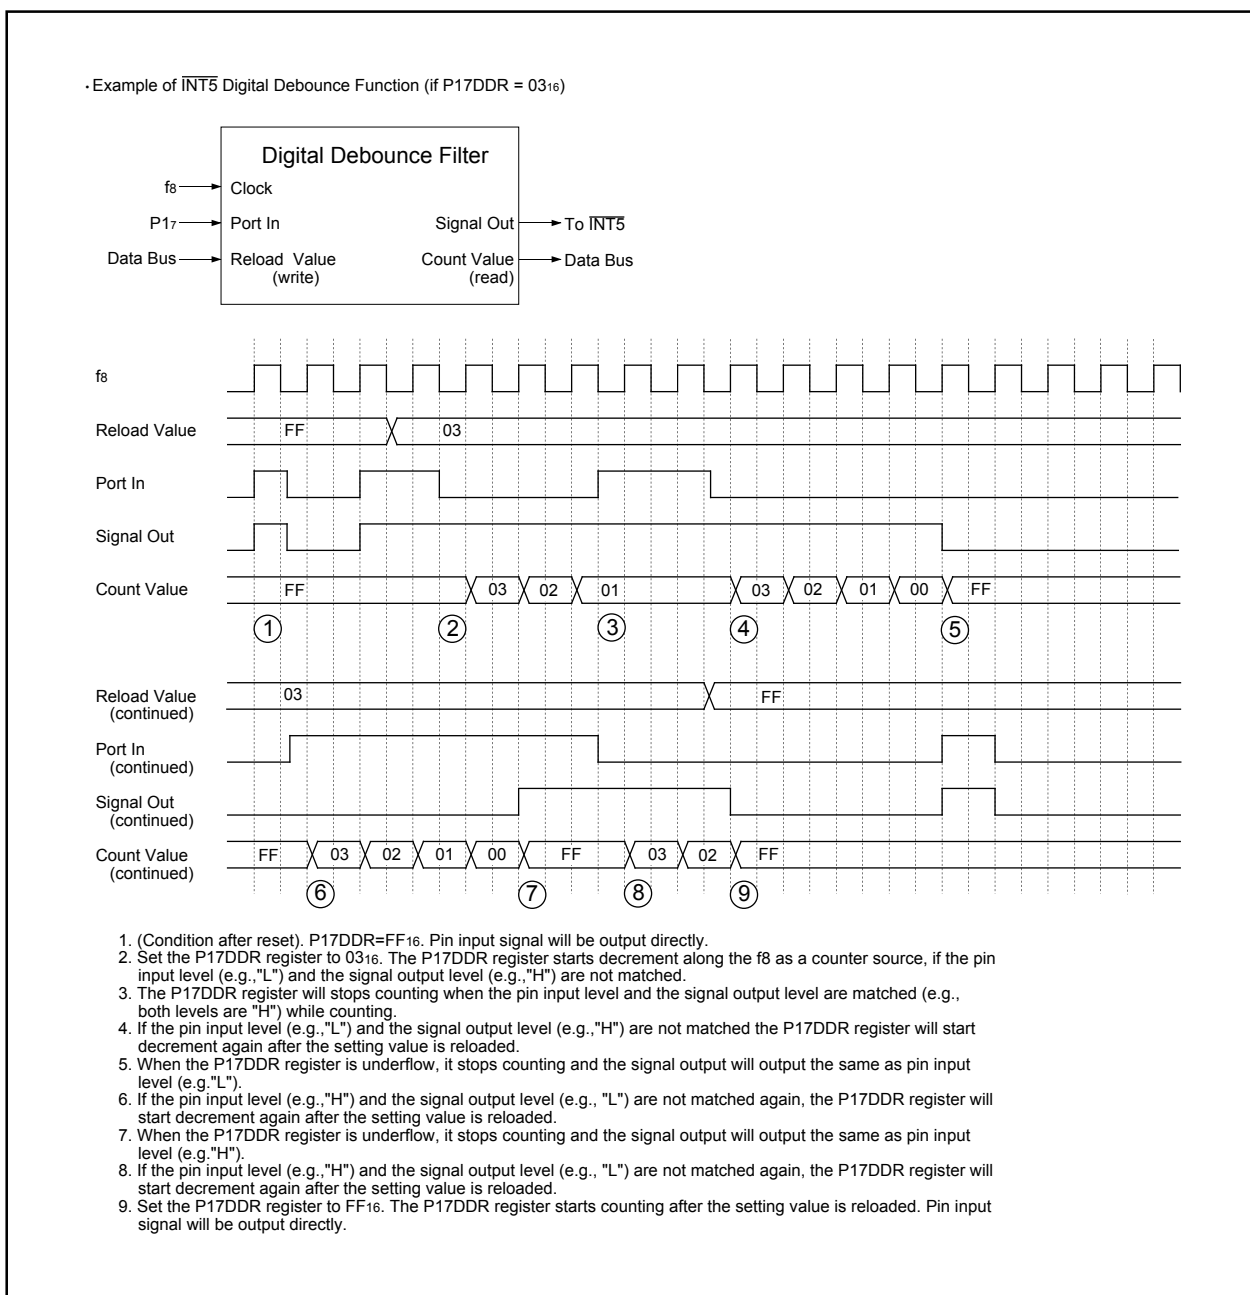 • Example of INT5 Digital Debounce Function (if P17DDR = 0316)
Digital Debounce Filter
f8 Clock
P17 Port In Signal Out To INT5
Data Bus Reload Value Count Value Data Bus
(write) (read)
f8
Reload Value FF 03
Port In
Signal Out
Count Value FF 03 02 01 03 02 01 00 FF
1 2 3 4 5
Reload Value 03 FF
(continued)
Port In
(continued)
Signal Out
(continued)
Count Value FF 03 02 01 00 FF 03 02 FF
(continued)
6 7 8 9
1. (Condition after reset). P17DDR=FF16. Pin input signal will be output directly.
2. Set the P17DDR register to 0316. The P17DDR register starts decrement along the f8 as a counter source, if the pin
input level (e.g.,"L") and the signal output level (e.g.,"H") are not matched.
3. The P17DDR register will stops counting when the pin input level and the signal output level are matched (e.g.,
both levels are "H") while counting.
4. If the pin input level (e.g.,"L") and the signal output level (e.g.,"H") are not matched the P17DDR register will start
decrement again after the setting value is reloaded.
5. When the P17DDR register is underflow, it stops counting and the signal output will output the same as pin input
level (e.g."L").
6. If the pin input level (e.g.,"H") and the signal output level (e.g., "L") are not matched again, the P17DDR register will
start decrement again after the setting value is reloaded.
7. When the P17DDR register is underflow, it stops counting and the signal output will output the same as pin input
level (e.g."H").
8. If the pin input level (e.g.,"H") and the signal output level (e.g., "L") are not matched again, the P17DDR register will
start decrement again after the setting value is reloaded.
9. Set the P17DDR register to FF16. The P17DDR register starts counting after the setting value is reloaded. Pin input
signal will be output directly.